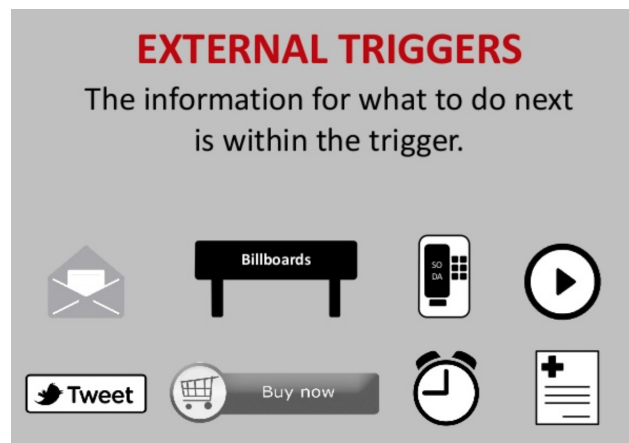 EXTERNAL TRIGGERS
The information for what to do next
is within the trigger.
Billboards
SO
DA
Tweet
Buy now